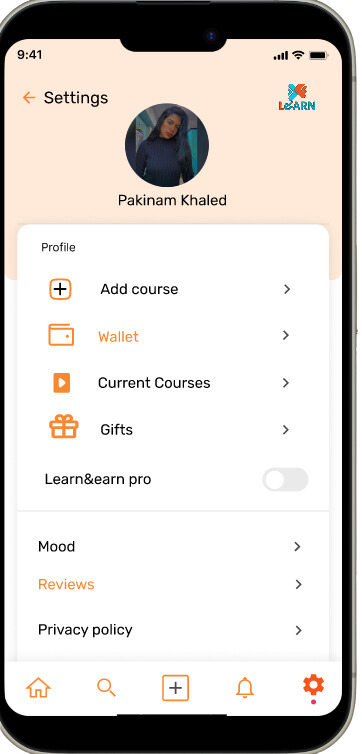 9:41
Settings
LeARN
Pakinam Khaled
Profile
Add course
Wallet
Current Courses
Gifts
Learn&earn pro
Mood
Reviews
Privacy policy